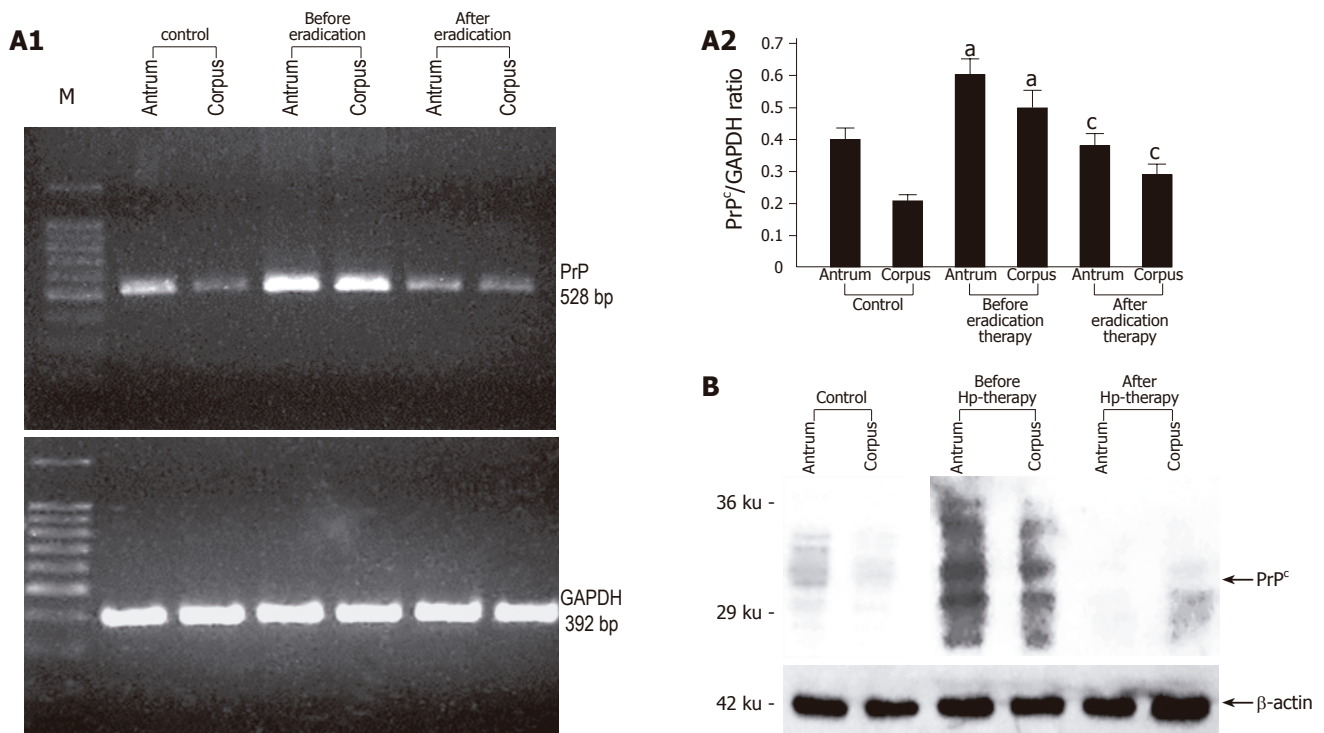 A1
control
Before
eradication
After
eradication
M
Antrum
Corpus
Antrum
Corpus
Antrum
Corpus
PrP
528 bp
GAPDH
392 bp
A2
PrPᶜ/GAPDH ratio
0.7
0.6
0.5
0.4
0.3
0.2
0.1
0
a
a
c
c
Antrum Corpus Antrum Corpus Antrum Corpus
Control
Before
eradication
therapy
After
eradication
therapy
B
Control
Before
Hp-therapy
After
Hp-therapy
Antrum
Corpus
Antrum
Corpus
Antrum
Corpus
36 ku -
PrPᶜ
29 ku -
42 ku -
β-actin